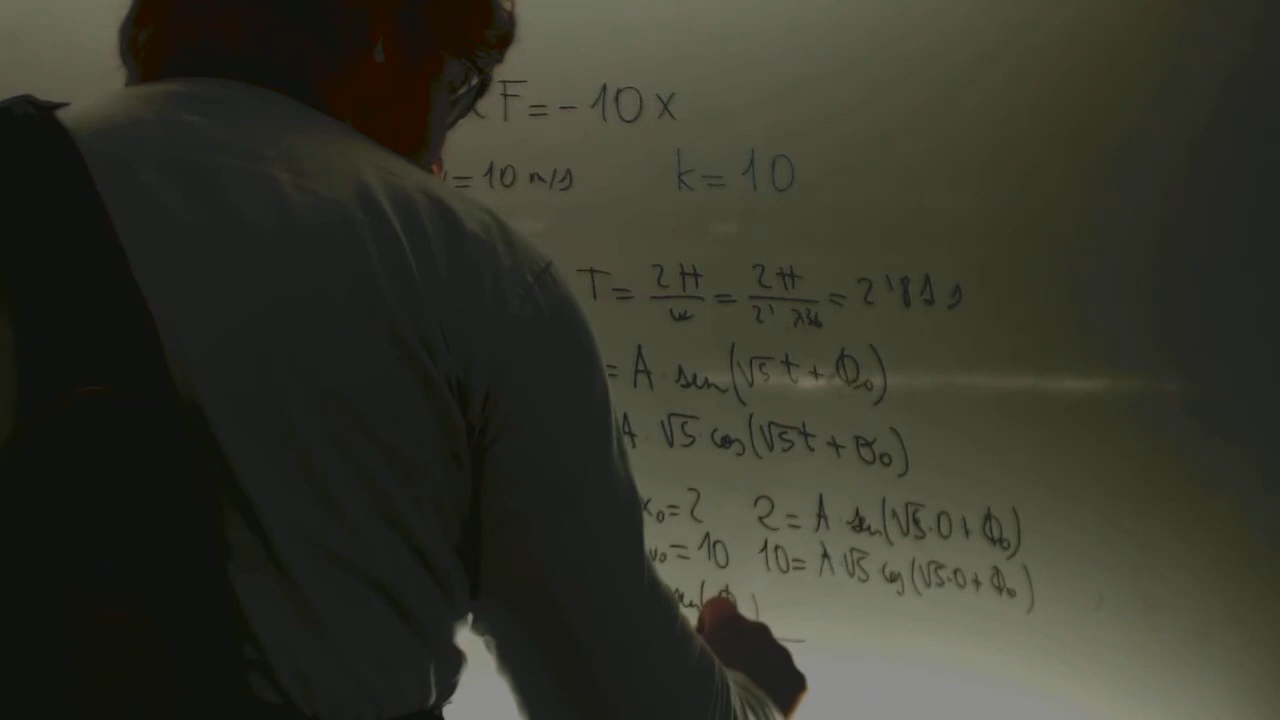 F=-10x
=10 m/s k=10
T= 2π/ω = 2π/2'236 = 2'81 s
= A sen(√5 t + Φ₀)
A √5 cos(√5 t + Φ₀)
x₀=2 2= A sen(√5·0+Φ₀)
v₀=10 10= A √5 cos(√5·0+Φ₀)